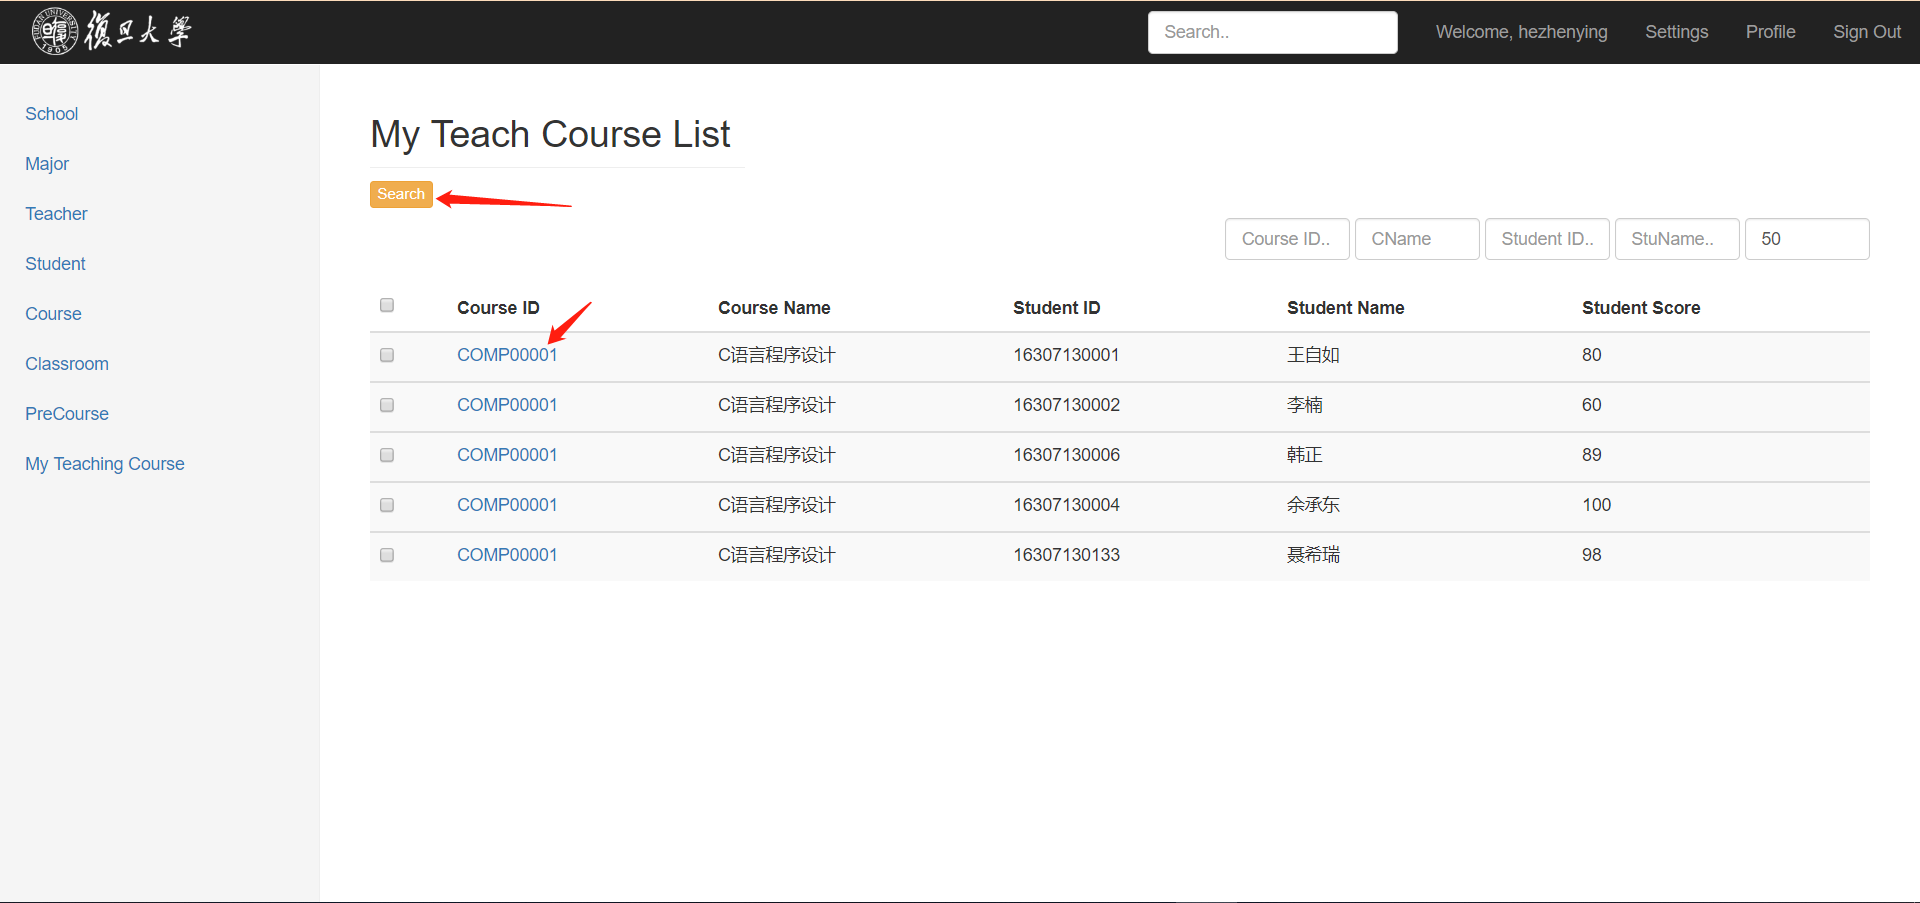 FUDAN UNIVERSITY 1905 復旦大學 Search.. Welcome, hezhenying Settings Profile Sign Out
School
Major
Teacher
Student
Course
Classroom
PreCourse
My Teaching Course
My Teach Course List
Search
Course ID.. CName Student ID.. StuName.. 50
Course ID Course Name Student ID Student Name Student Score
COMP00001 C语言程序设计 16307130001 王自如 80
COMP00001 C语言程序设计 16307130002 李楠 60
COMP00001 C语言程序设计 16307130006 韩正 89
COMP00001 C语言程序设计 16307130004 余承东 100
COMP00001 C语言程序设计 16307130133 聂希瑞 98